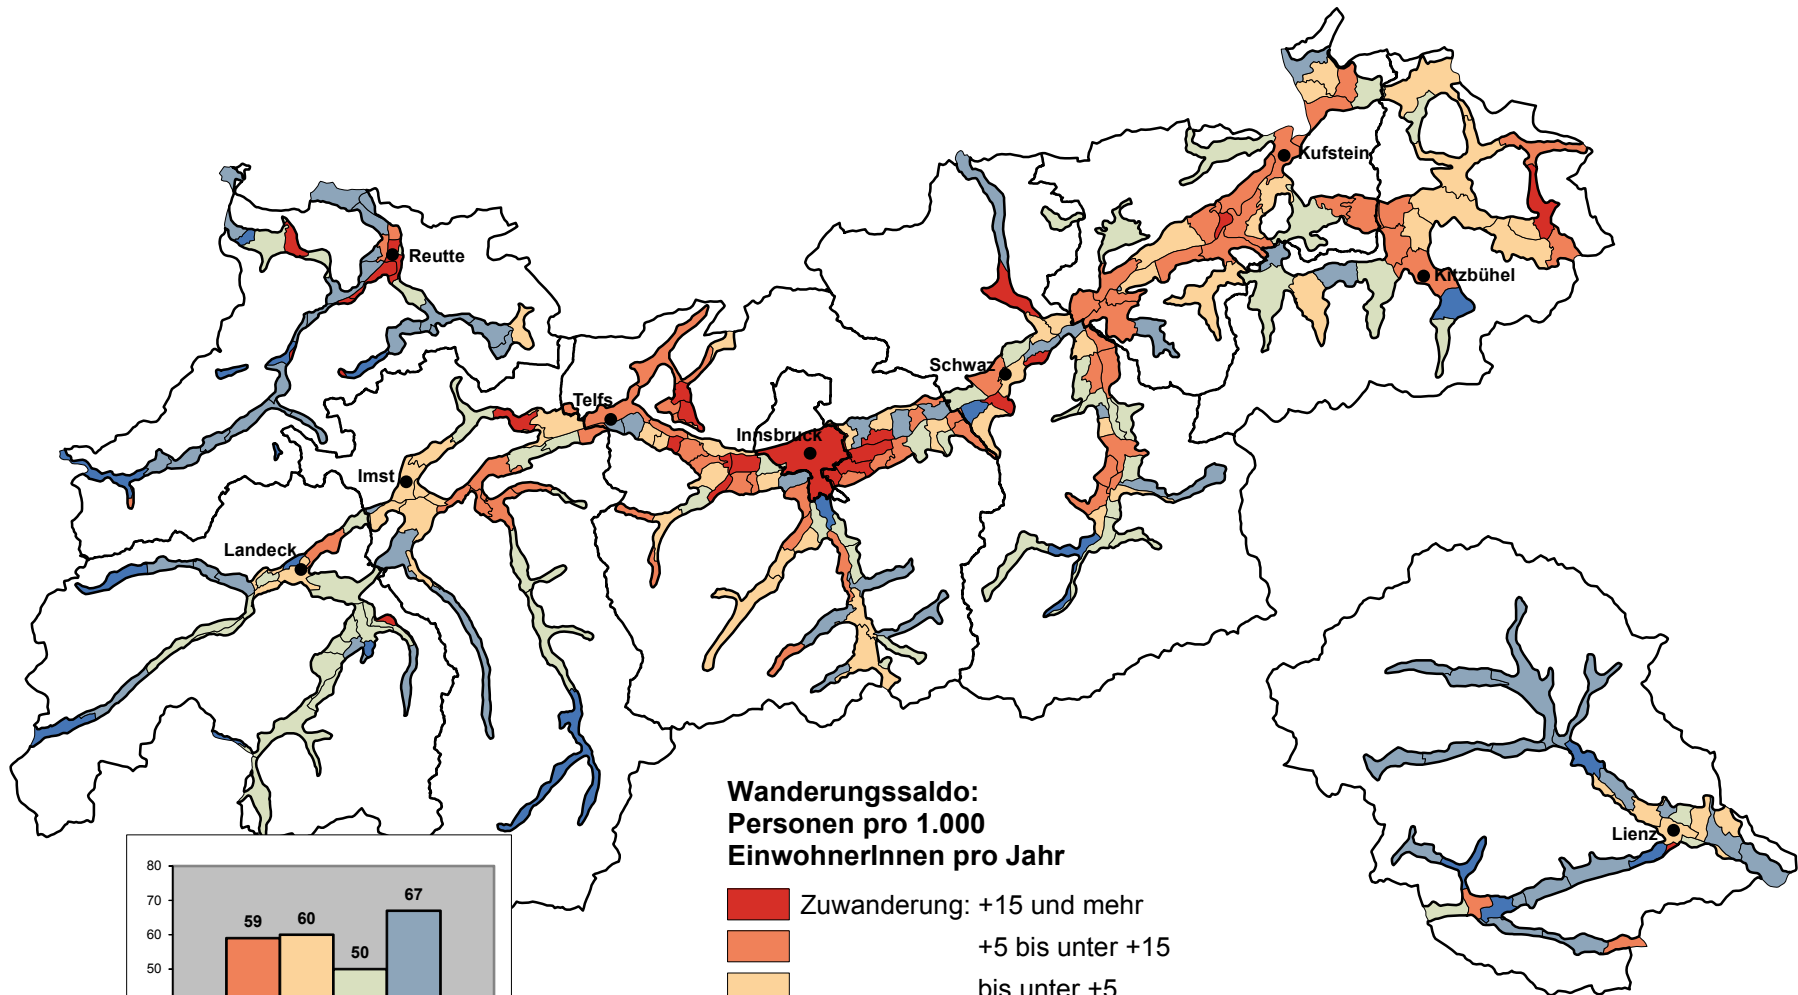 Kufstein
Reutte
Kitzbühel
Schwaz
Telfs
Innsbruck
Imst
Landeck
Lienz
Wanderungssaldo:
Personen pro 1.000
EinwohnerInnen pro Jahr
Zuwanderung: +15 und mehr
+5 bis unter +15
bis unter +5
80
70
60
50
59
60
50
67